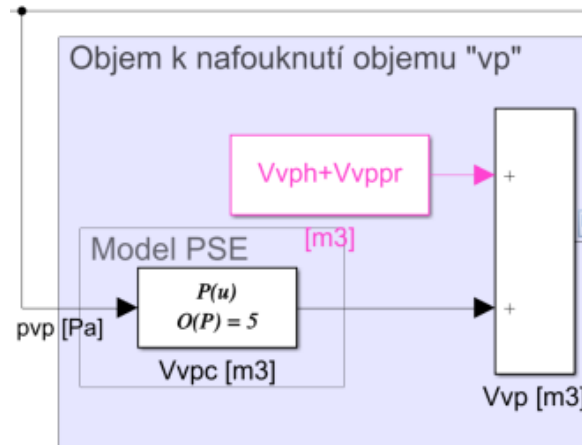 Objem k nafouknutí objemu "vp"
Vvph+Vvppr
[m3]
+
Model PSE
P(u)
O(P) = 5
+
pvp [Pa]
Vvpc [m3]
Vvp [m3]